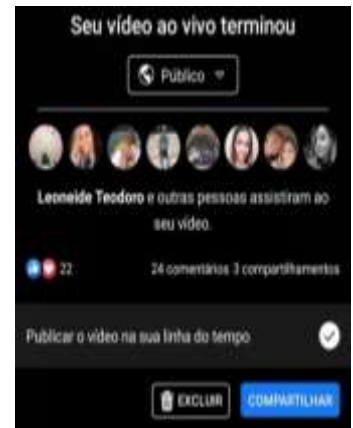 Seu vídeo ao vivo terminou
Público
Leoneide Teodoro e outras pessoas assistiram ao
seu vídeo.
22 24 comentários 3 compartilhamentos
Publicar o vídeo na sua linha do tempo
EXCLUIR COMPARTILHAR